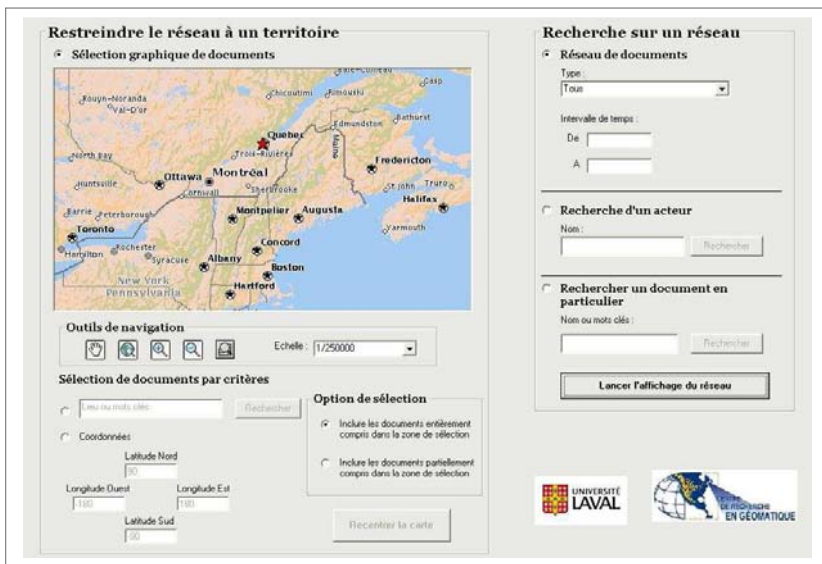 Restreindre le réseau à un territoire
Sélection graphique de documents
Baie-Comeau
Gasp
Rouyn-Noranda
Val-D'or
Chicoutimi
Rimouski
Bathurst
Edmundston
Quebec
Trois-Rivières
Maine
North Bay
Fredericton
Ottawa
Montréal
Huntsville
Sherbrooke
St John
Truro
Cornwall
Halifax
Barrie
Peterborough
Montpelier
Augusta
Toronto
Yarmouth
Rochester
Concord
Hamilton
Syracuse
Albany
Boston
New York
Hartford
Pennsylvania
Outils de navigation
Echelle :
1/250000
Sélection de documents par critères
Lieu ou mots clés
Rechercher
Coordonnées
Latitude Nord
90
Longitude Ouest
Longitude Est
-180
180
Latitude Sud
-90
Option de sélection
Inclure les documents entièrement
compris dans la zone de sélection
Inclure les documents partiellement
compris dans la zone de sélection
Recentrer la carte
Recherche sur un réseau
Réseau de documents
Type :
Tous
Intervalle de temps :
De
A
Recherche d'un acteur
Nom :
Rechercher
Rechercher un document en
particulier
Nom ou mots clés :
Rechercher
Lancer l'affichage du réseau
UNIVERSITÉ
LAVAL
CENTRE
DE RECHERCHE
EN GÉOMATIQUE